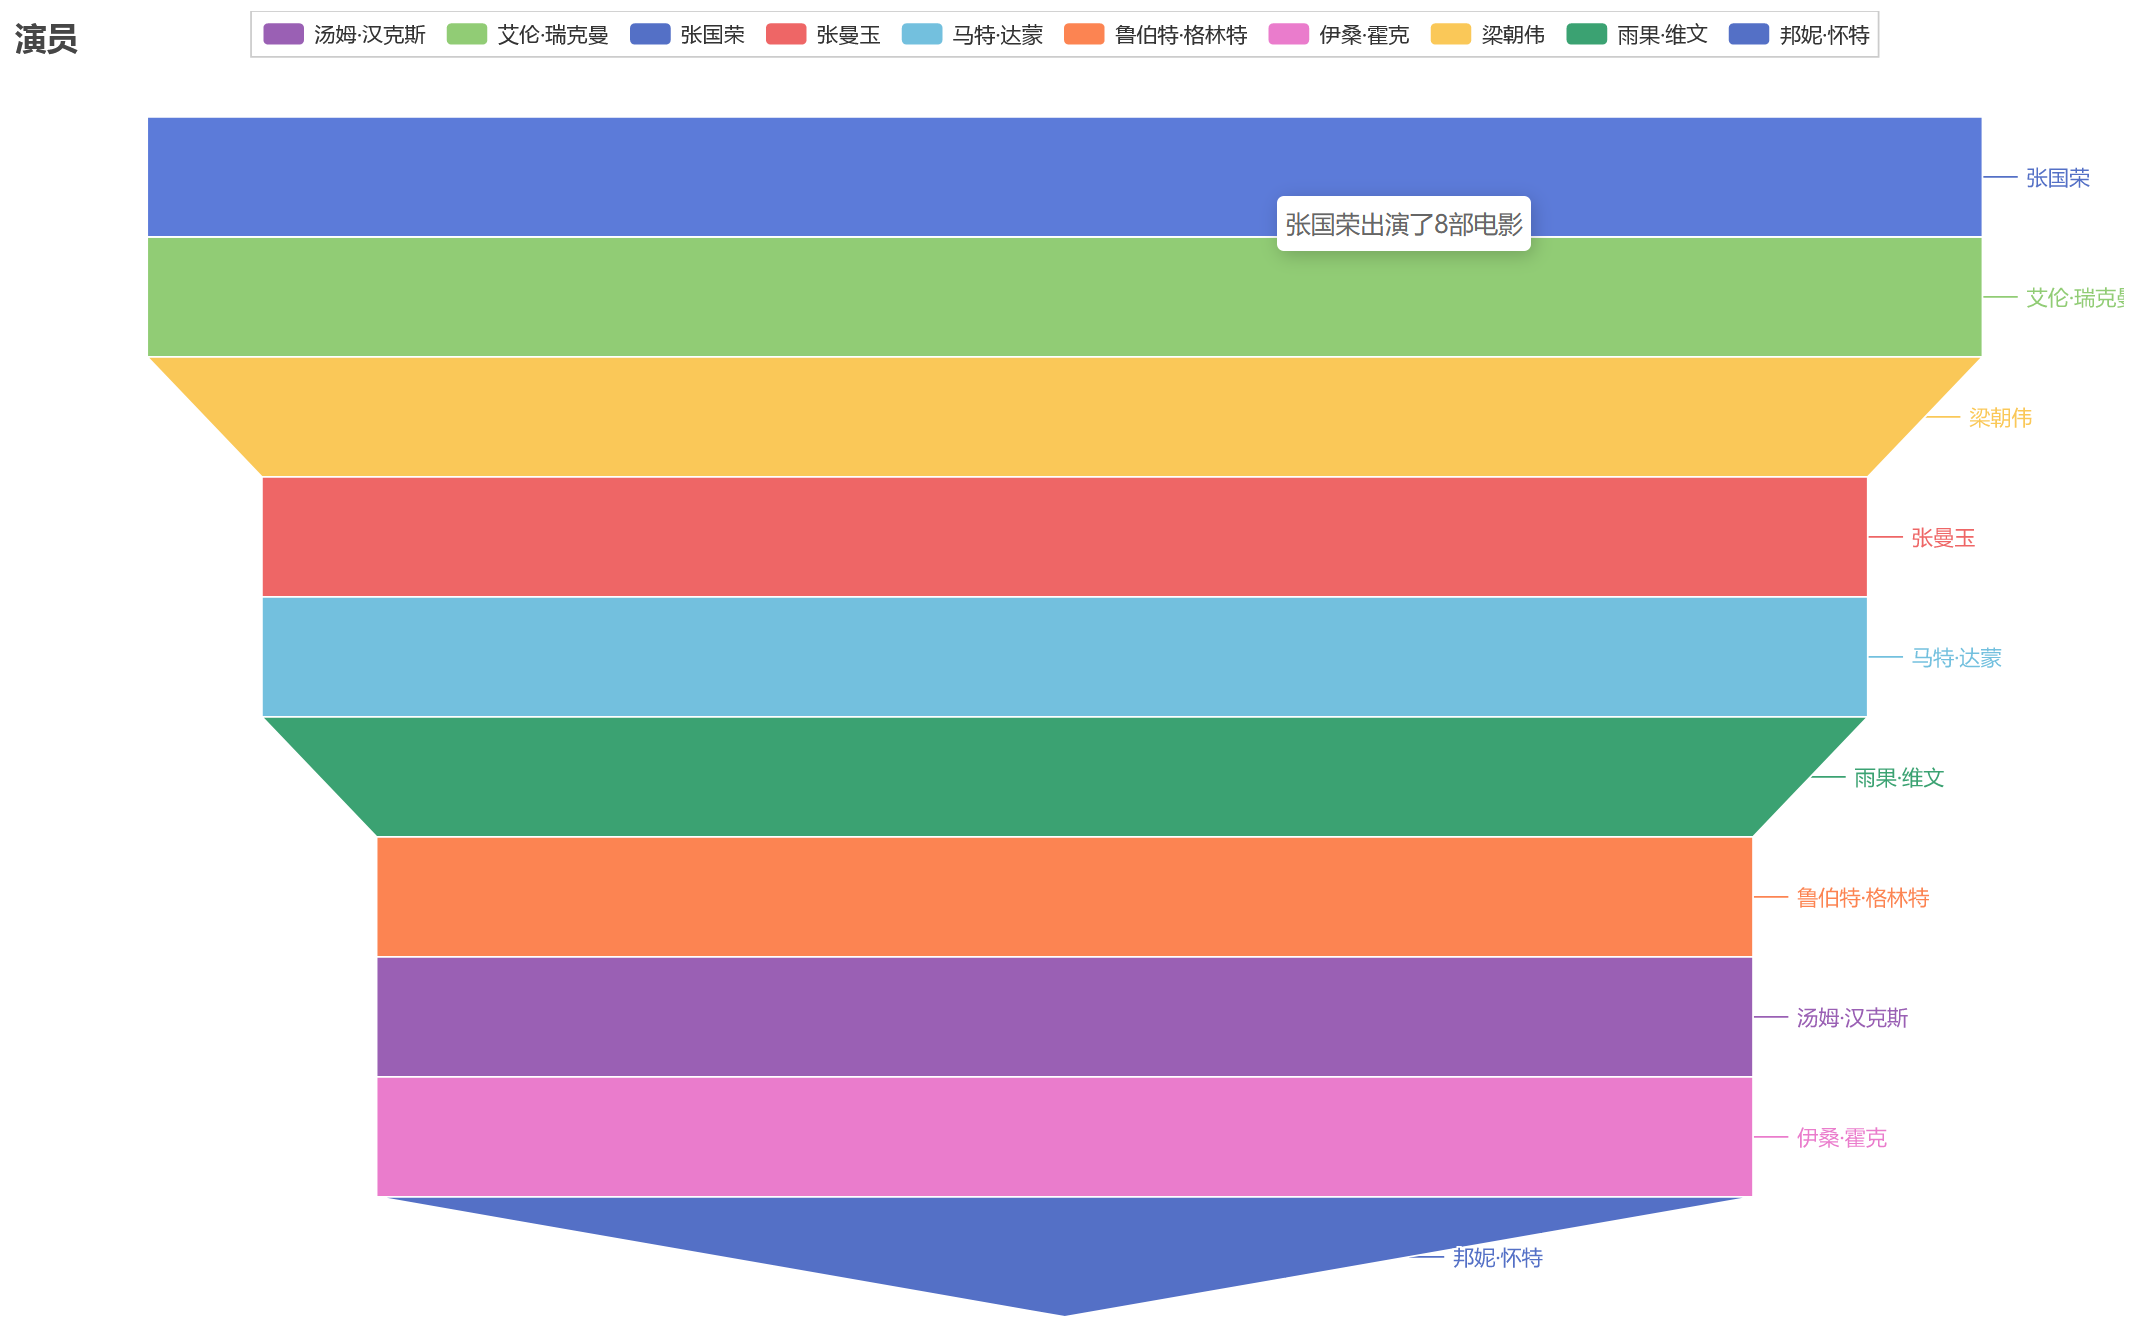 演员
汤姆·汉克斯 艾伦·瑞克曼 张国荣 张曼玉 马特·达蒙 鲁伯特·格林特 伊桑·霍克 梁朝伟 雨果·维文 邦妮·怀特
张国荣
张国荣出演了8部电影
艾伦·瑞克
梁朝伟
张曼玉
马特·达蒙
雨果·维文
鲁伯特·格林特
汤姆·汉克斯
伊桑·霍克
邦妮·怀特